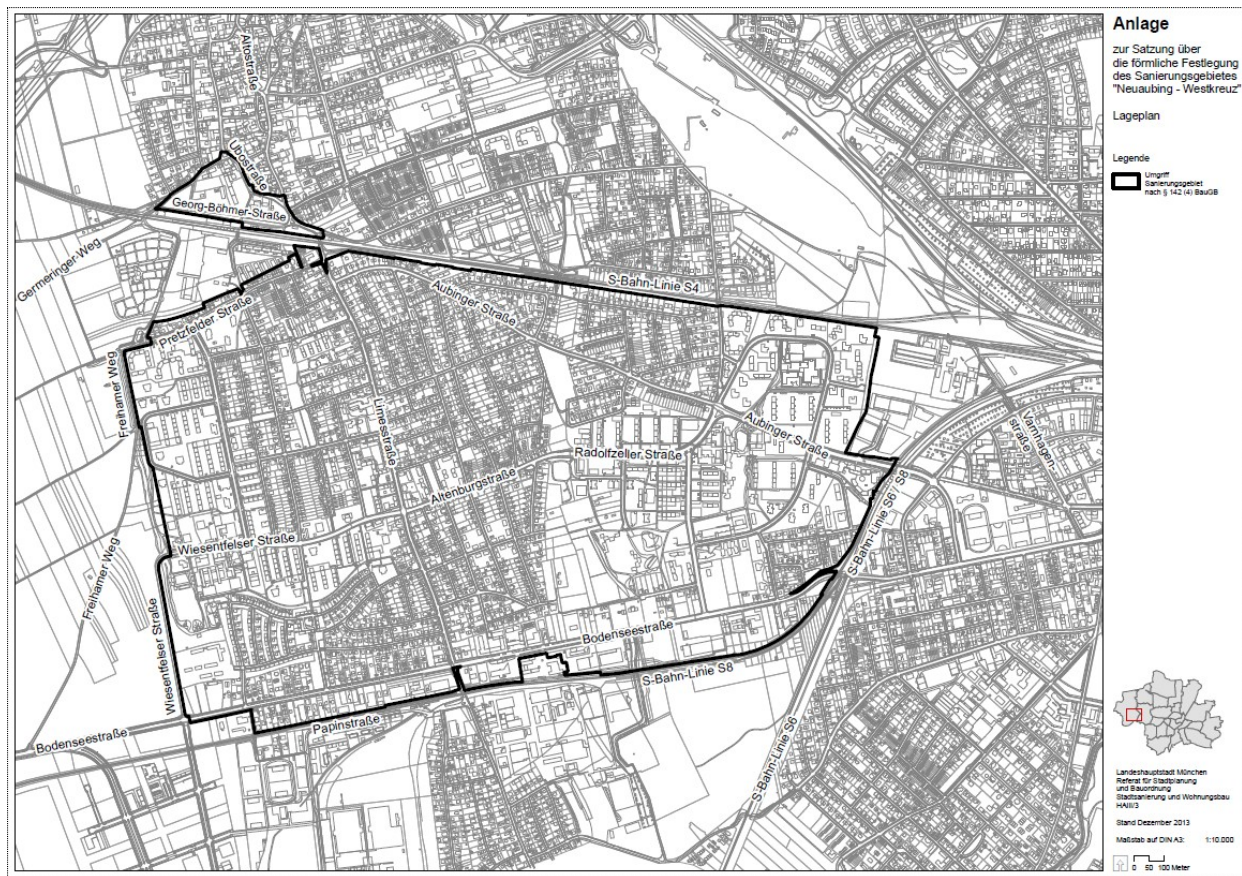 Anlage
zur Satzung über
die förmliche Festlegung
des Sanierungsgebietes
"Neuaubing - Westkreuz"
Lageplan
Legende
Umgriff
Sanierungsgebiet
nach § 142 (4) BauGB
Altostraße
Ubostraße
Georg-Böhmer-Straße
Germeringer-Weg
Pretzfelder Straße
Freihamer Weg
Aubinger Straße
S-Bahn-Linie S4
Limesstraße
Aubinger Straße
Varnhagen-
straße
Radolfzeller Straße
Altenburgstraße
S-Bahn-Linie S6 / S8
Wiesentfelser Straße
Freihamer Weg
Wiesentfelser Straße
Bodenseestraße
S-Bahn-Linie S8
Papinstraße
Bodenseestraße
S-Bahn-Linie S6
Landeshauptstadt München
Referat für Stadtplanung
und Bauordnung
Stadtsanierung und Wohnungsbau
HAIII/3
Stand Dezember 2013
Maßstab auf DIN A3: 1:10.000
0 50 100 Meter